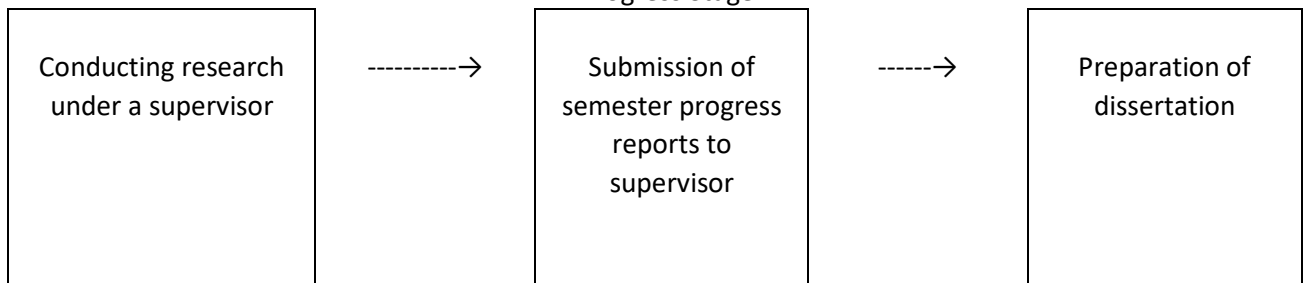 Conducting research
under a supervisor
----------→
Submission of
semester progress
reports to
supervisor
------→
Preparation of
dissertation